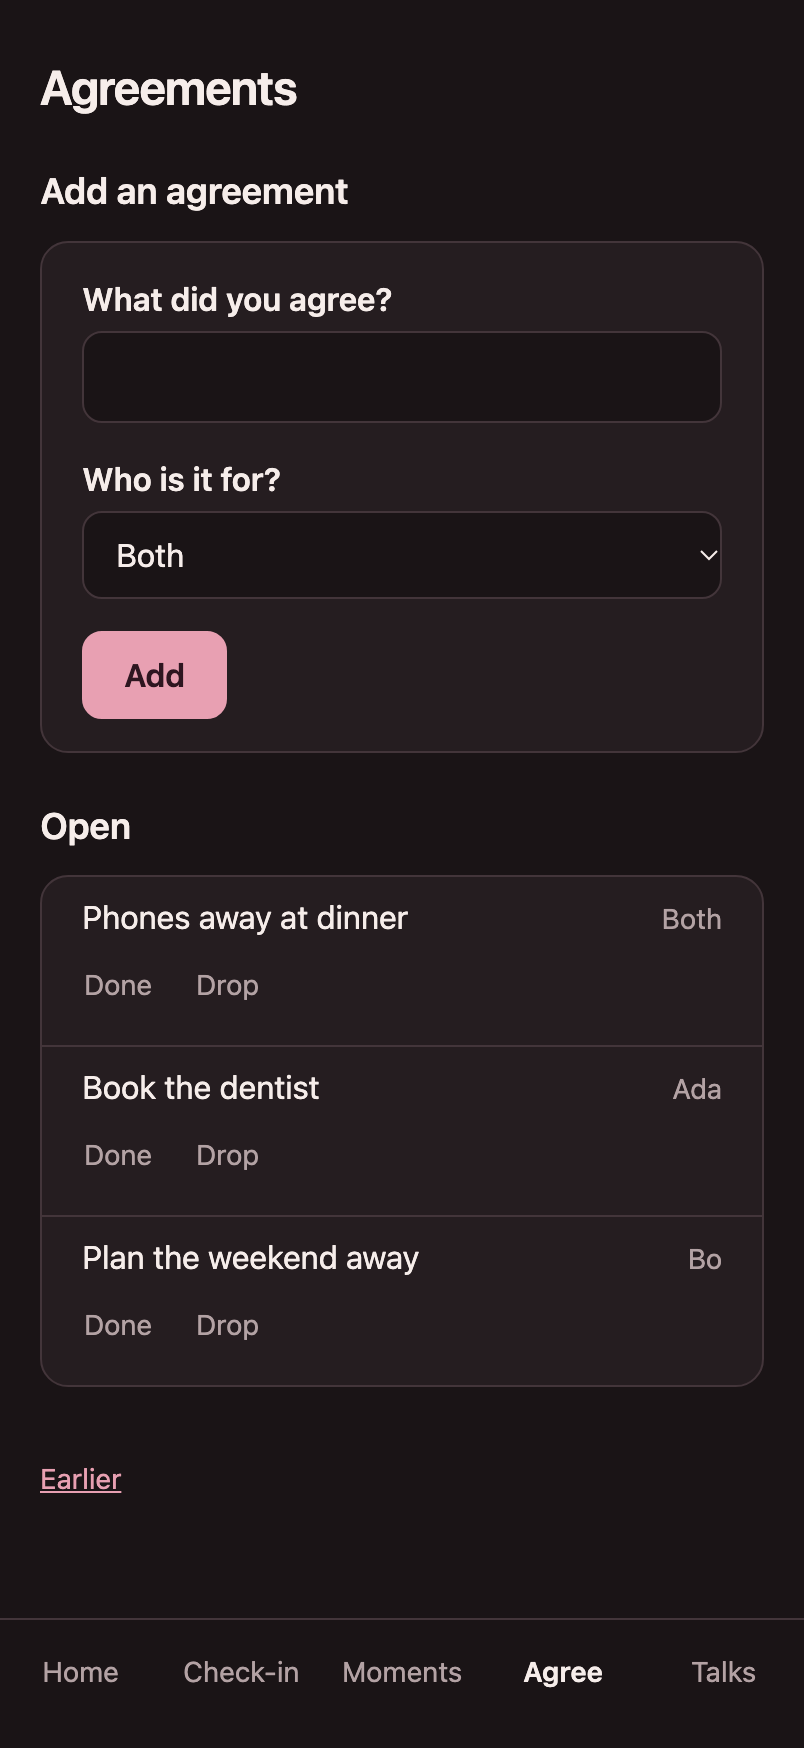 Agreements
Add an agreement
What did you agree?
Who is it for?
Both
Add
Open
Phones away at dinner Both
Done Drop
Book the dentist Ada
Done Drop
Plan the weekend away Bo
Done Drop
Earlier
Home Check-in Moments Agree Talks